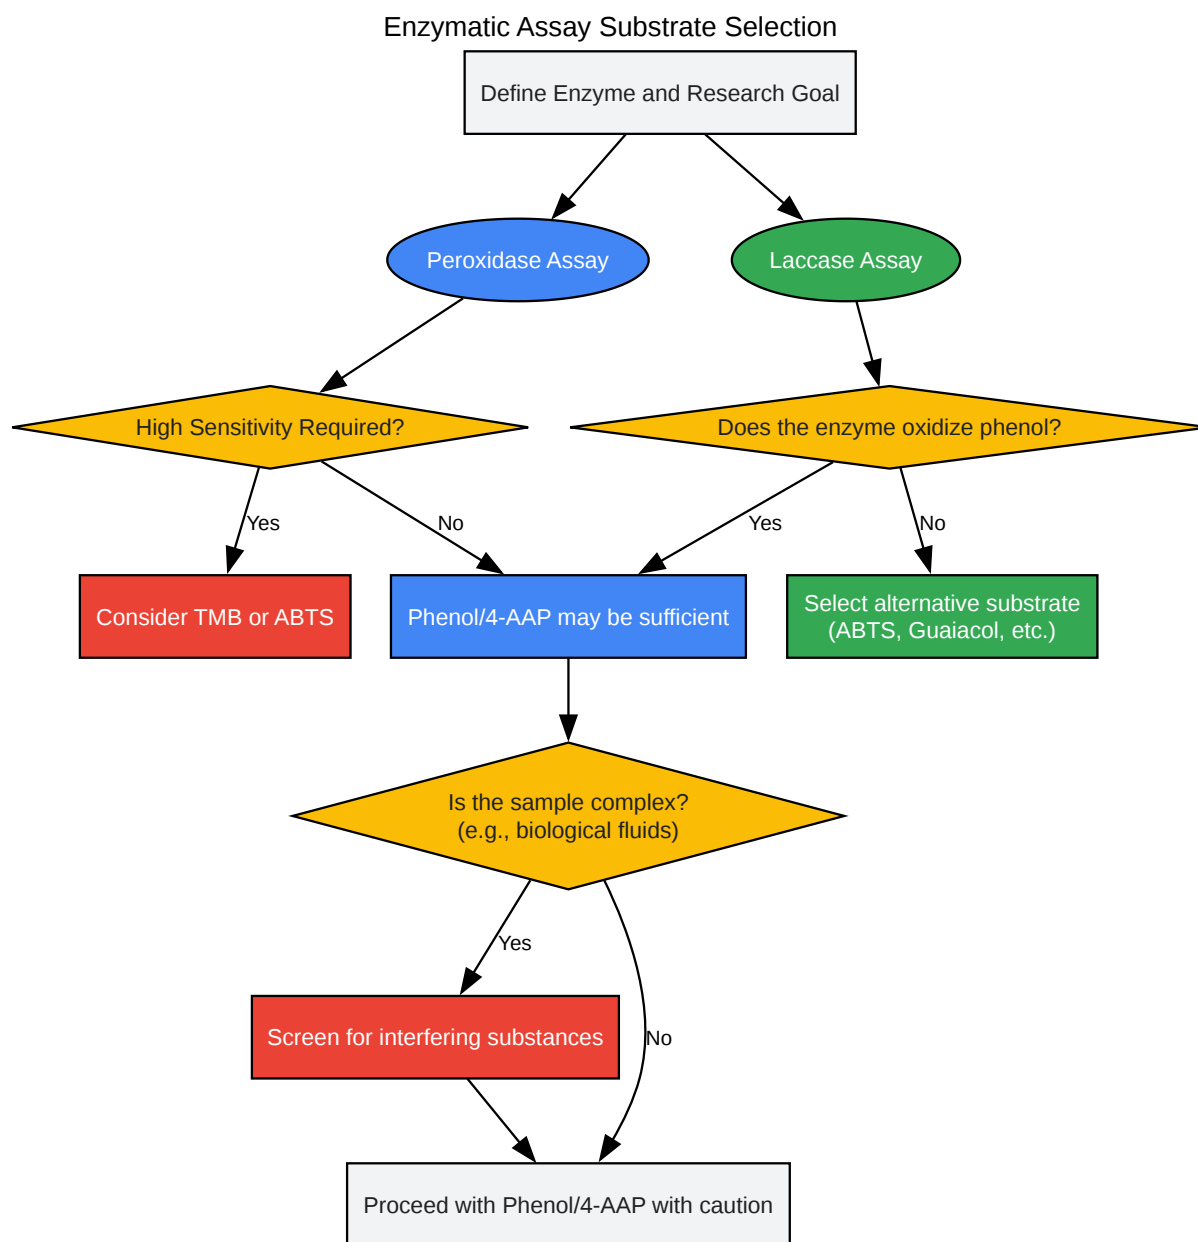 Enzymatic Assay Substrate Selection
Define Enzyme and Research Goal
Peroxidase Assay
Laccase Assay
High Sensitivity Required?
Does the enzyme oxidize phenol?
Yes
No
Yes
No
Consider TMB or ABTS
Phenol/4-AAP may be sufficient
Select alternative substrate
(ABTS, Guaiacol, etc.)
Is the sample complex?
(e.g., biological fluids)
Yes
Screen for interfering substances
No
Proceed with Phenol/4-AAP with caution